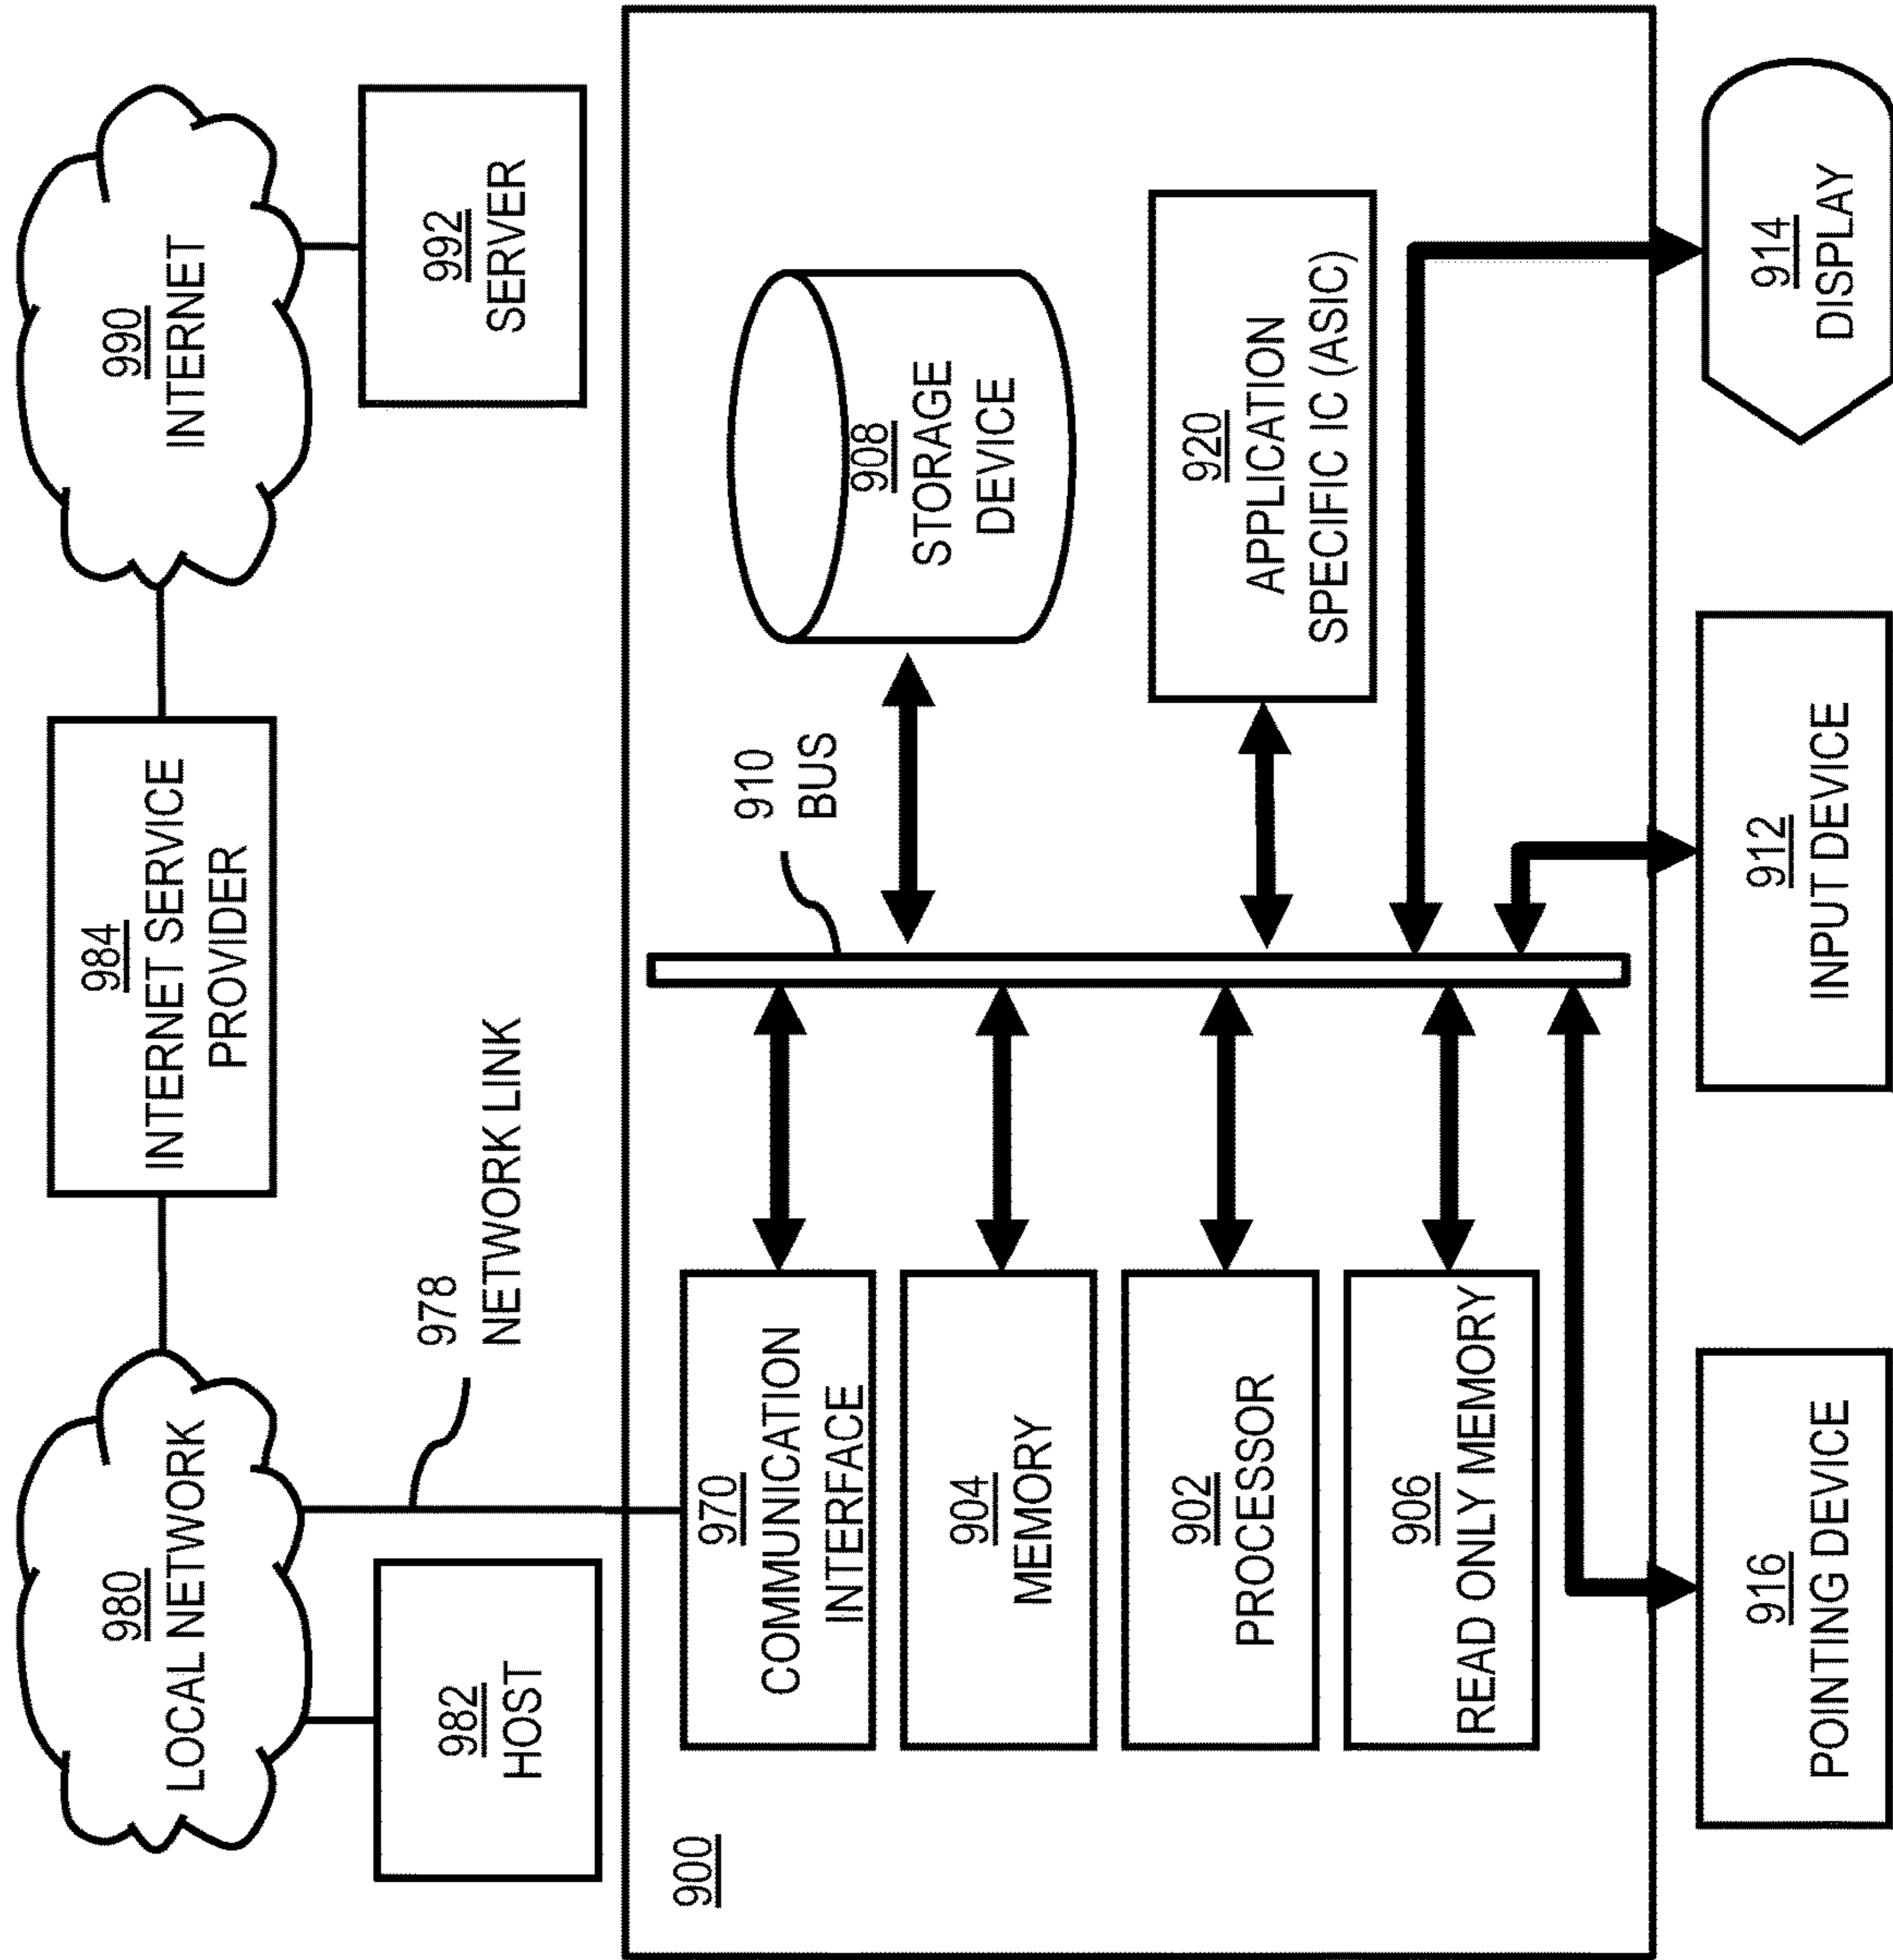 980
LOCAL NETWORK
984
INTERNET SERVICE
PROVIDER
990
INTERNET
982
HOST
978
NETWORK LINK
992
SERVER
900
970
COMMUNICATION
INTERFACE
910
BUS
908
STORAGE
DEVICE
904
MEMORY
902
PROCESSOR
920
APPLICATION
SPECIFIC IC (ASIC)
906
READ ONLY MEMORY
916
POINTING DEVICE
912
INPUT DEVICE
914
DISPLAY